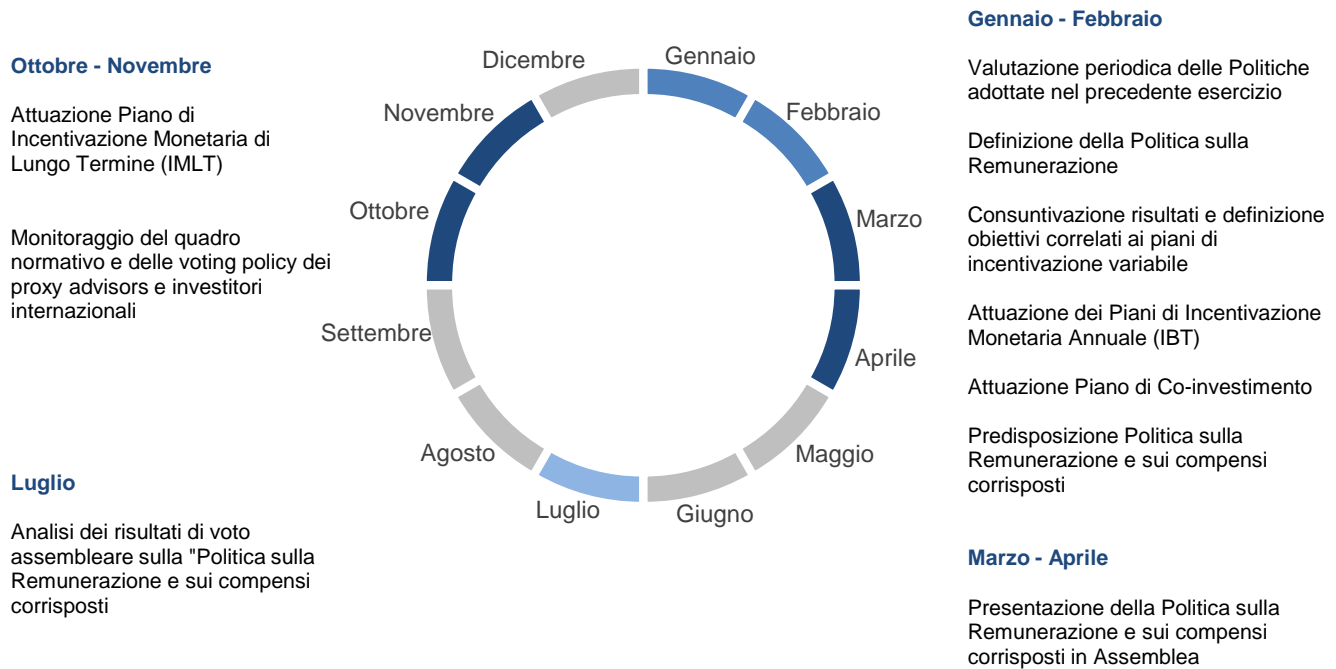 Ottobre - Novembre
Attuazione Piano di
Incentivazione Monetaria di
Lungo Termine (IMLT)
Monitoraggio del quadro
normativo e delle voting policy dei
proxy advisors e investitori
internazionali
Luglio
Analisi dei risultati di voto
assembleare sulla "Politica sulla
Remunerazione e sui compensi
corrisposti
Gennaio
Febbraio
Marzo
Aprile
Maggio
Giugno
Luglio
Agosto
Settembre
Ottobre
Novembre
Dicembre
Gennaio - Febbraio
Valutazione periodica delle Politiche
adottate nel precedente esercizio
Definizione della Politica sulla
Remunerazione
Consuntivazione risultati e definizione
obiettivi correlati ai piani di
incentivazione variabile
Attuazione dei Piani di Incentivazione
Monetaria Annuale (IBT)
Attuazione Piano di Co-investimento
Predisposizione Politica sulla
Remunerazione e sui compensi
corrisposti
Marzo - Aprile
Presentazione della Politica sulla
Remunerazione e sui compensi
corrisposti in Assemblea